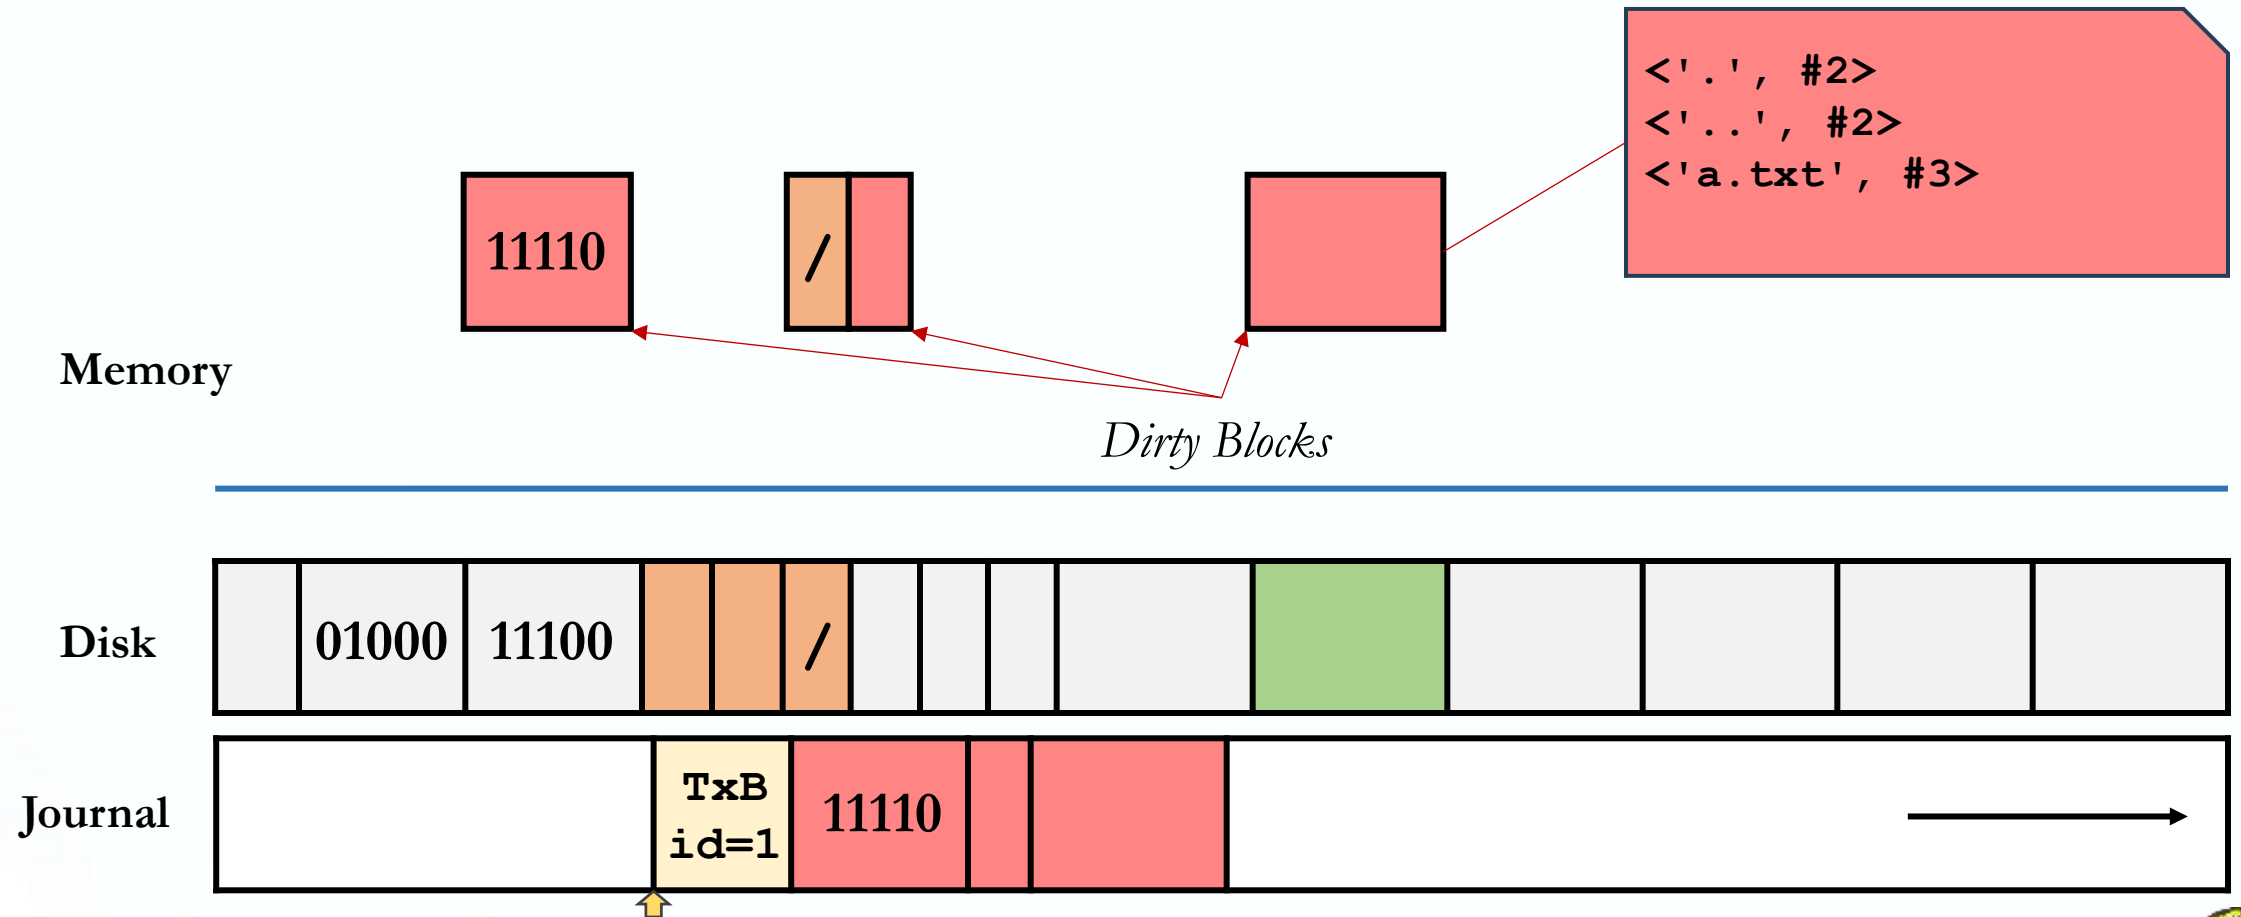 <'.', #2>
<'..', #2>
<'a.txt', #3>
11110
/
Memory
Dirty Blocks
Disk
01000
11100
/
Journal
TxB
id=1
11110